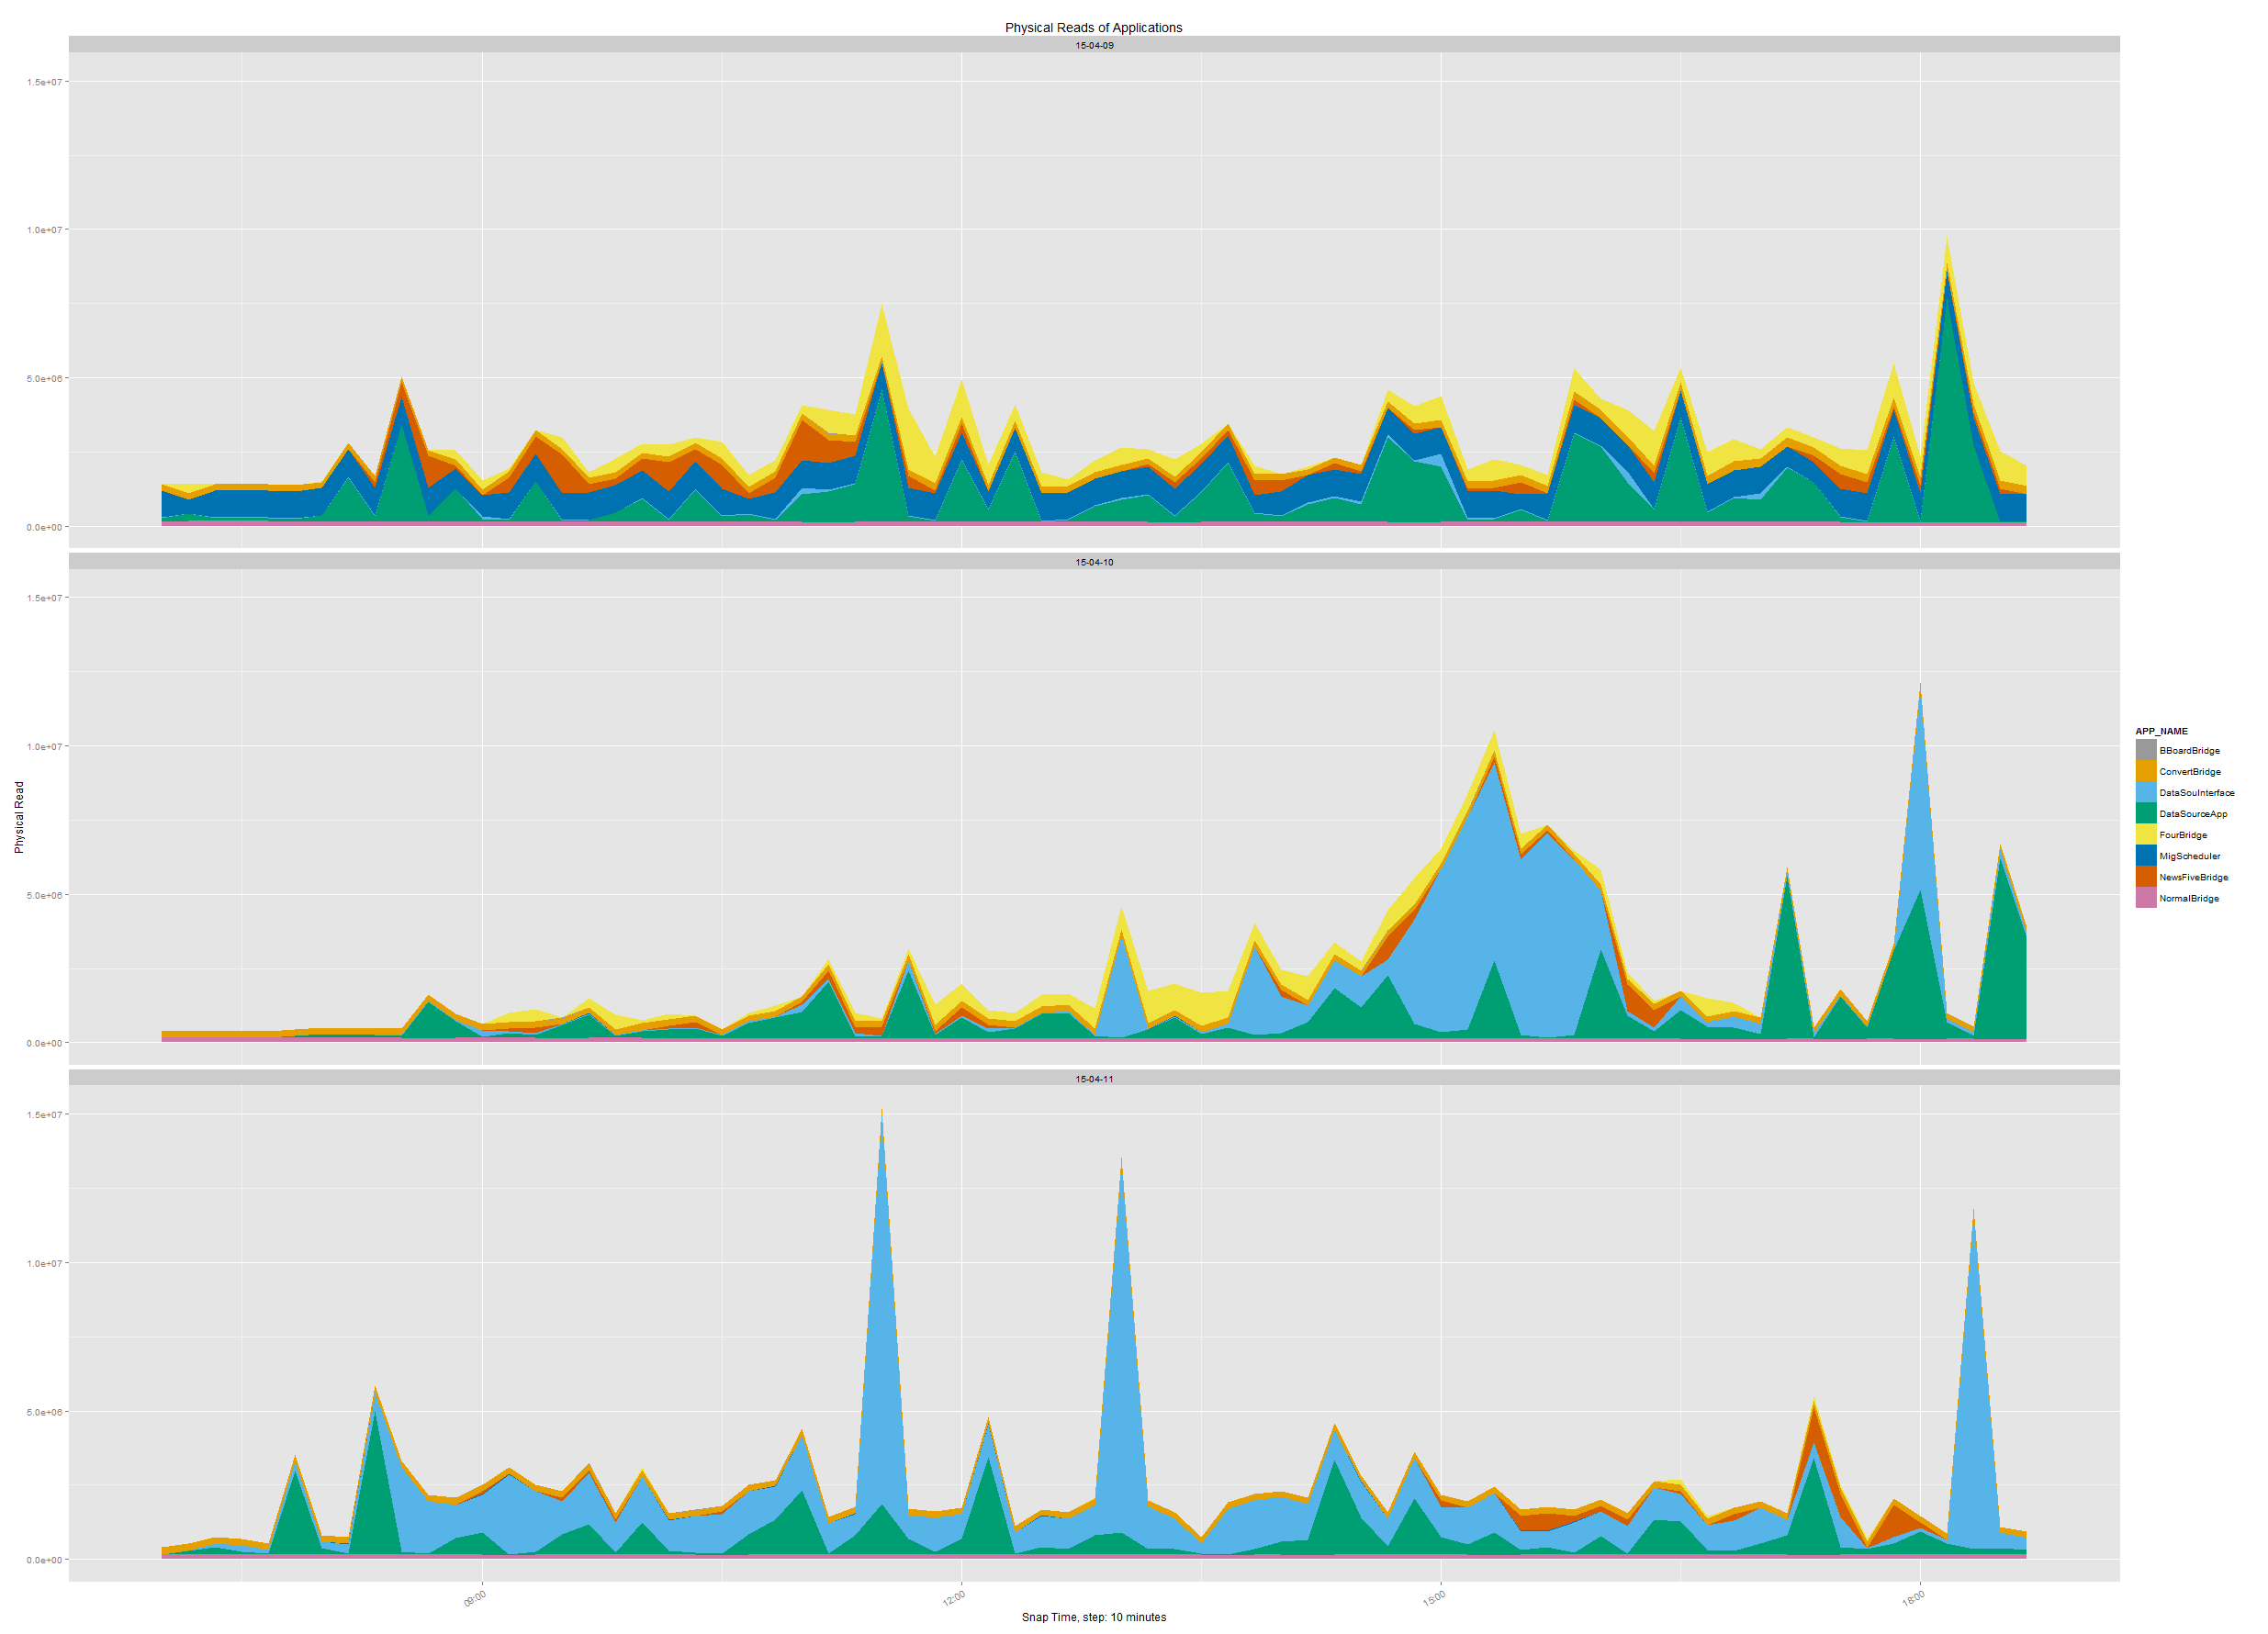 Physical Reads of Applications
15-04-09
1.5e+07
1.0e+07
5.0e+06
0.0e+00
15-04-10
1.5e+07
1.0e+07
5.0e+06
0.0e+00
15-04-11
1.5e+07
1.0e+07
5.0e+06
0.0e+00
09:00
12:00
15:00
18:00
Snap Time, step: 10 minutes
Physical Read
APP_NAME
BBoardBridge
ConvertBridge
DataSouInterface
DataSourceApp
FourBridge
MigScheduler
NewsFiveBridge
NormalBridge